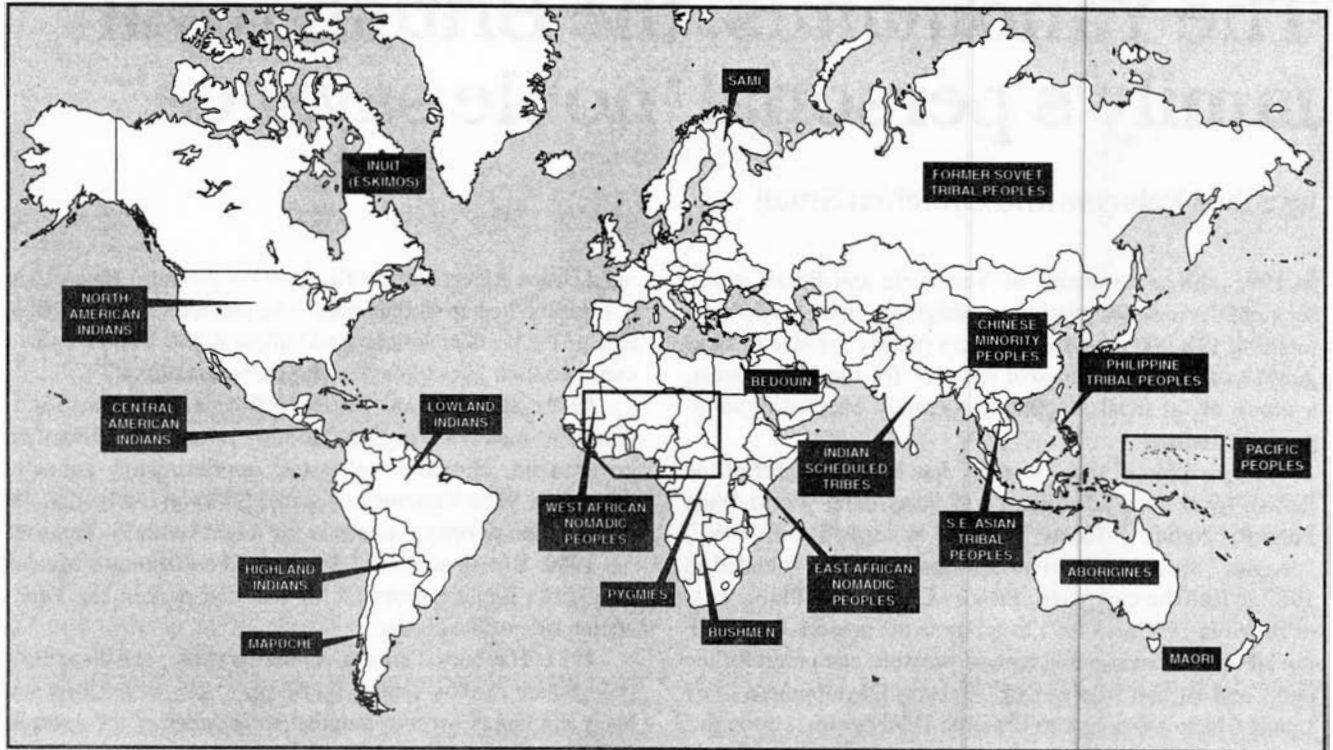 SAMI
INUIT
(ESKIMOS)
FORMER SOVIET
TRIBAL PEOPLES
NORTH
AMERICAN
INDIANS
CHINESE
MINORITY
PEOPLES
PHILIPPINE
TRIBAL PEOPLES
BEDOUIN
CENTRAL
AMERICAN
INDIANS
LOWLAND
INDIANS
INDIAN
SCHEDULED
TRIBES
PACIFIC
PEOPLES
WEST AFRICAN
NOMADIC
PEOPLES
S.E. ASIAN
TRIBAL
PEOPLES
HIGHLAND
INDIANS
EAST AFRICAN
NOMADIC
PEOPLES
ABORIGINES
PYGMIES
BUSHMEN
MAPUCHE
MAORI